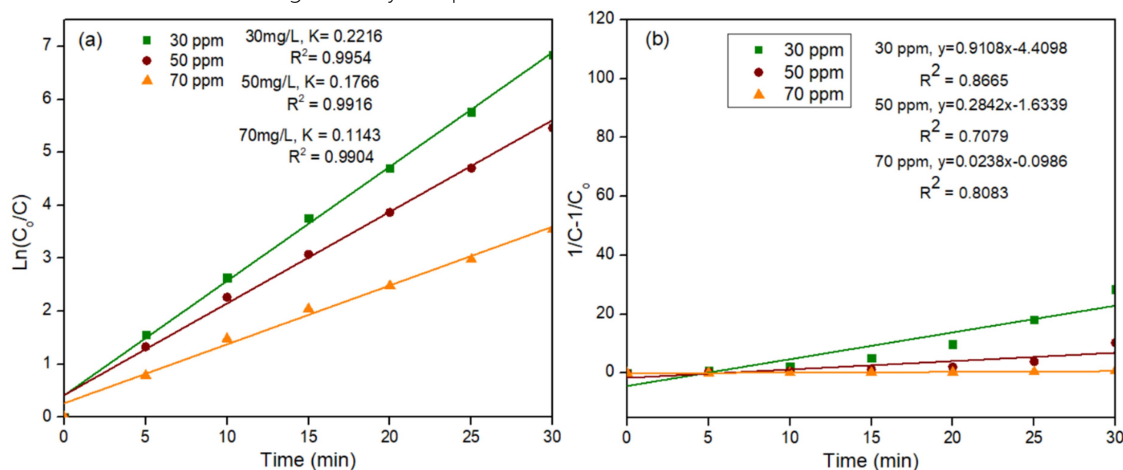 (a)
30 ppm
50 ppm
70 ppm
30mg/L, K= 0.2216
R² = 0.9954
50mg/L, K= 0.1766
R² = 0.9916
70mg/L, K = 0.1143
R² = 0.9904
7
6
5
4
3
2
1
0
Ln(C₀/C)
0 5 10 15 20 25 30
Time (min)
(b)
30 ppm
50 ppm
70 ppm
30 ppm, y=0.9108x-4.4098
R² = 0.8665
50 ppm, y=0.2842x-1.6339
R² = 0.7079
70 ppm, y=0.0238x-0.0986
R² = 0.8083
120
100
80
60
40
20
0
1/C-1/C₀
0 5 10 15 20 25 30
Time (min)